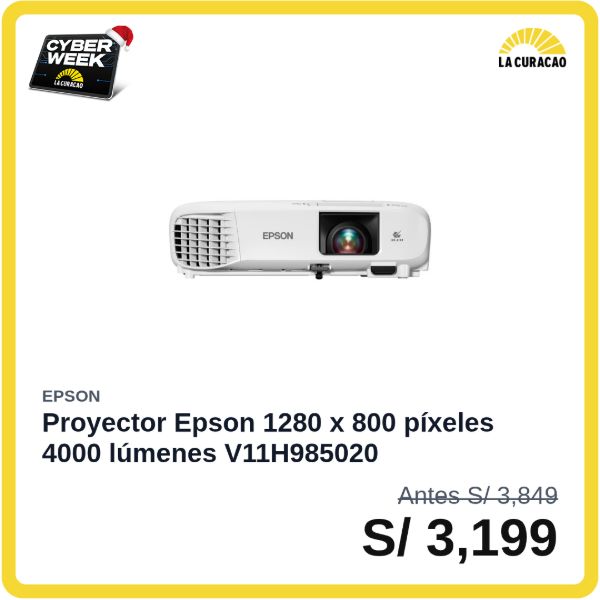 CYBER
WEEK
LA CURACAO
LA CURACAO
EPSON
EPSON
Proyector Epson 1280 x 800 píxeles
4000 lúmenes V11H985020
Antes S/ 3,849
S/ 3,199